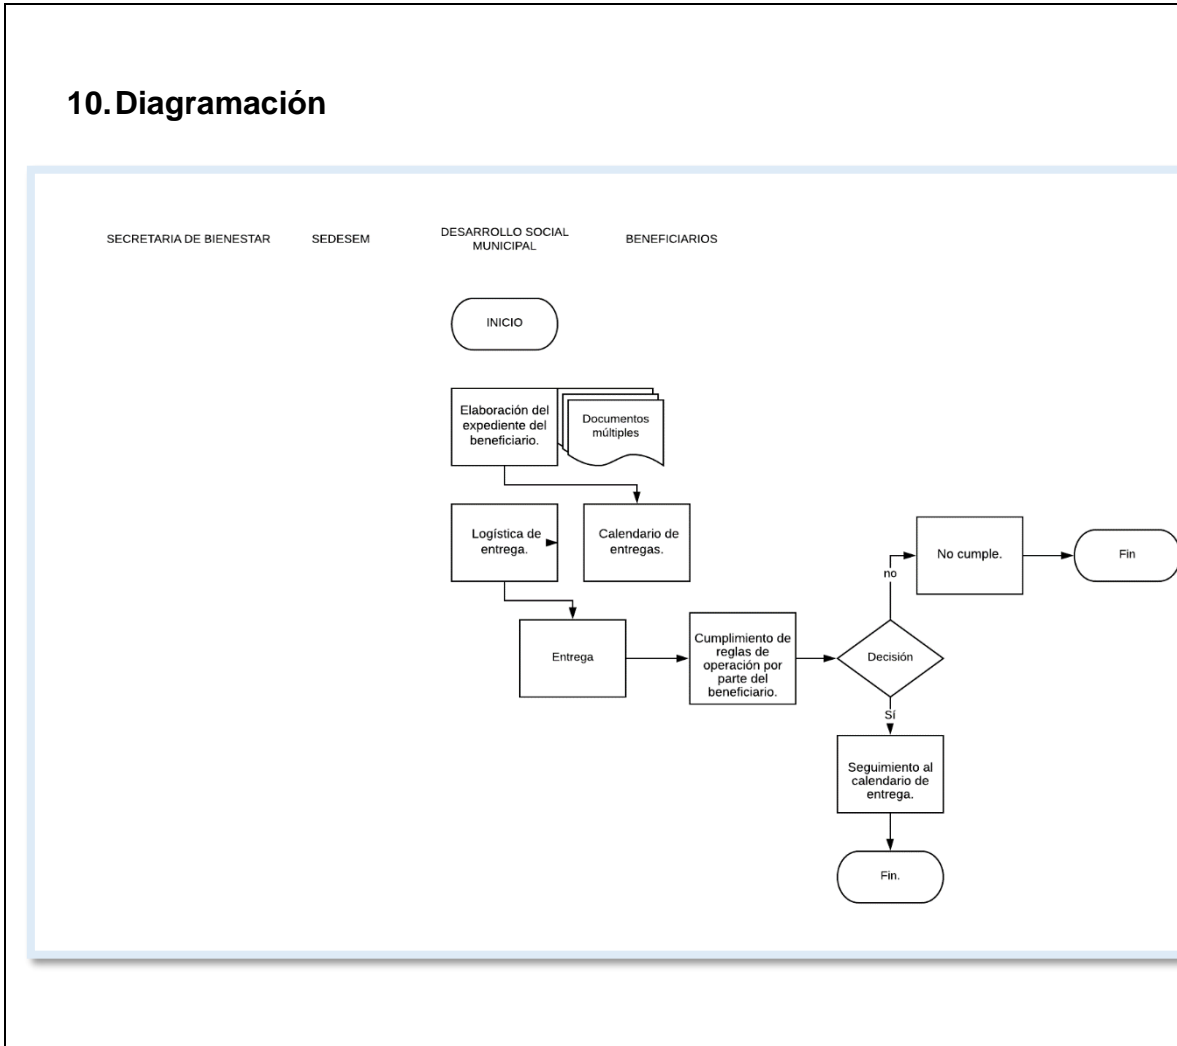 10. Diagramación
SECRETARIA DE BIENESTAR
SEDESEM
DESARROLLO SOCIAL
MUNICIPAL
BENEFICIARIOS
INICIO
Elaboración del
expediente del
beneficiario.
Documentos
múltiples
Logística de
entrega.
Calendario de
entregas.
Entrega
Cumplimiento de
reglas de
operación por
parte del
beneficiario.
Decisión
no
No cumple.
Fin
Sí
Seguimiento al
calendario de
entrega.
Fin.